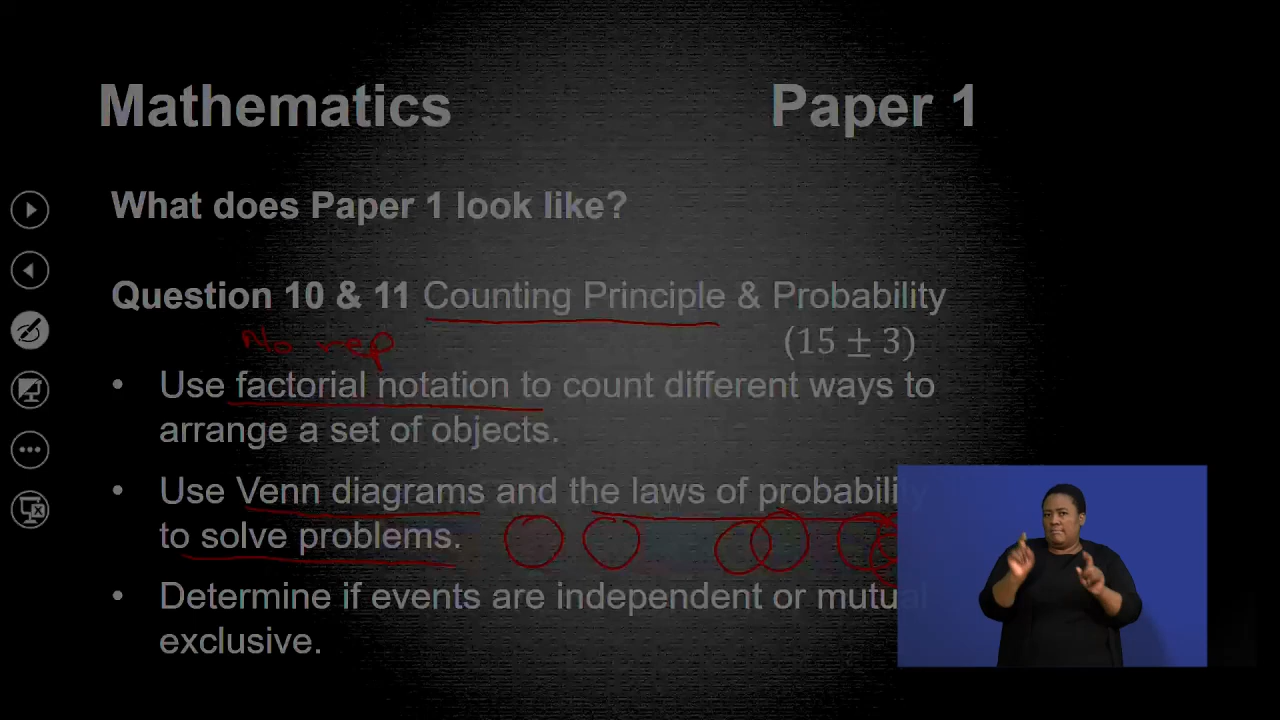 Mathematics Paper 1
What does Paper 1 look like?
Question 10 & 11 Counting Principle & Probability
No rep (15 ± 3)
• Use factorial notation to count different ways to
arrange a set of objects.
• Use Venn diagrams and the laws of probability
to solve problems.
• Determine if events are independent or mutual
exclusive.